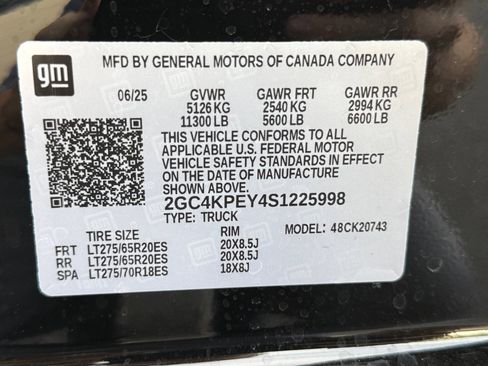 gm
MFD BY GENERAL MOTORS OF CANADA COMPANY
06/25 GVWR GAWR FRT GAWR RR
5126 KG 2540 KG 2994 KG
11300 LB 5600 LB 6600 LB
THIS VEHICLE CONFORMS TO ALL
APPLICABLE U.S. FEDERAL MOTOR
VEHICLE SAFETY STANDARDS IN EFFECT
ON THE DATE OF MANUFACTURE
SHOWN ABOVE.
2GC4KPEY4S1225998
TYPE: TRUCK MODEL: 48CK20743
TIRE SIZE RIM
FRT LT275/65R20ES 20X8.5J
RR LT275/65R20ES 20X8.5J
SPA LT275/70R18ES 18X8J